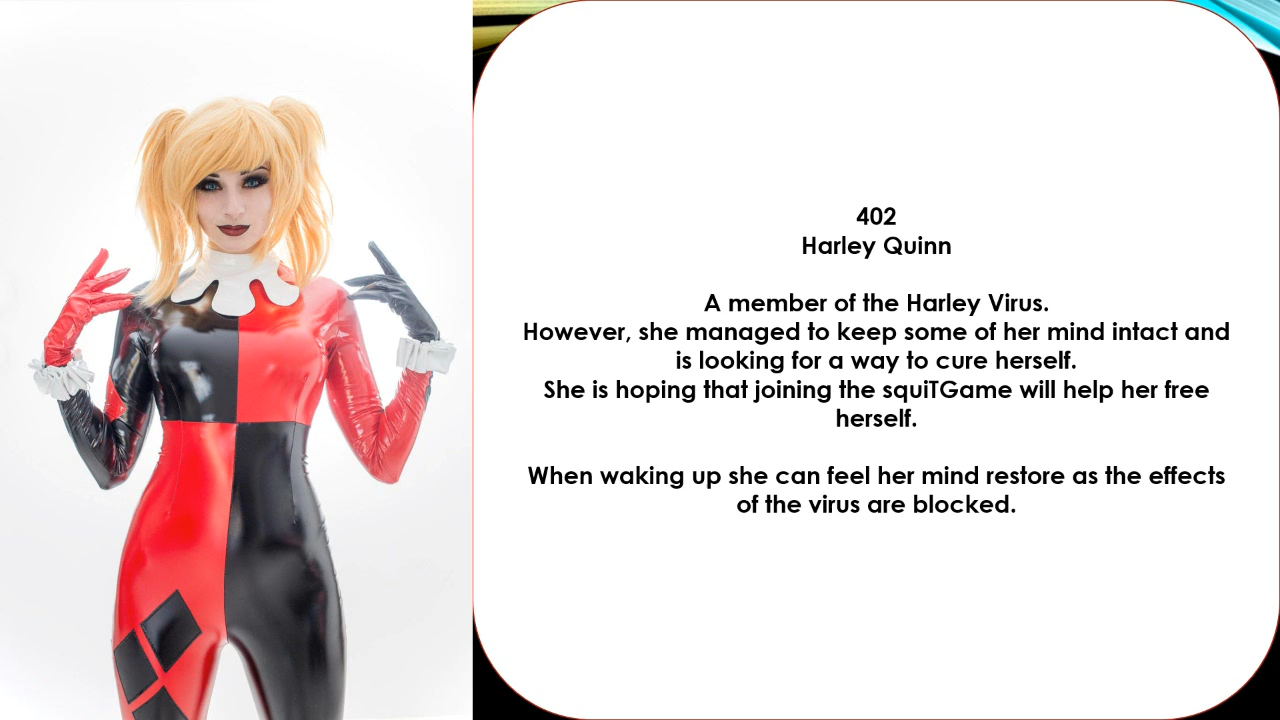 402
Harley Quinn
A member of the Harley Virus.
However, she managed to keep some of her mind intact and
is looking for a way to cure herself.
She is hoping that joining the squiTGame will help her free
herself.
When waking up she can feel her mind restore as the effects
of the virus are blocked.